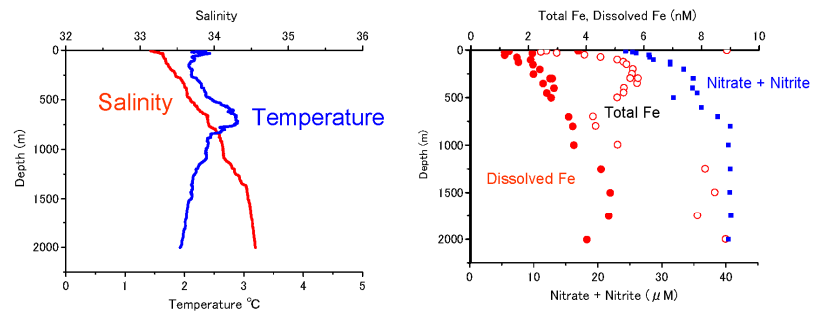 Salinity
32 33 34 35 36
0
500
1000
1500
2000
Depth (m)
Salinity
Temperature
0 1 2 3 4 5
Temperature ℃
Total Fe, Dissolved Fe (nM)
0 2 4 6 8 10
0
500
1000
1500
2000
Depth (m)
Nitrate + Nitrite
Total Fe
Dissolved Fe
0 10 20 30 40
Nitrate + Nitrite (μM)